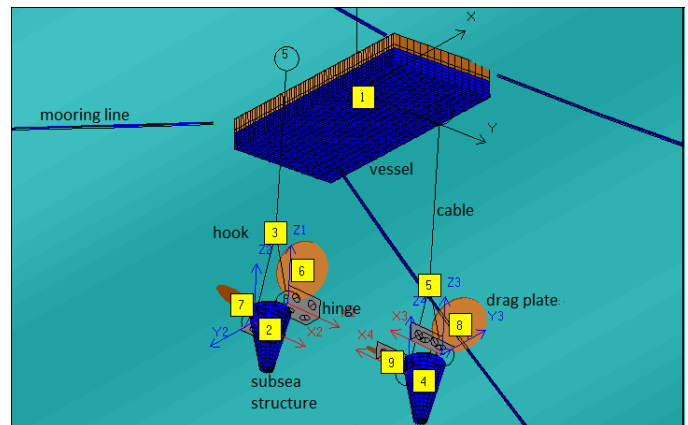 X
5
1
mooring line
Y
vessel
cable
hook
3
Z1
Z2
6
5
Z3
7
hinge
drag plate
Z4
2
X3
8
Y3
Y2
X2
X4
9
4
subsea
structure